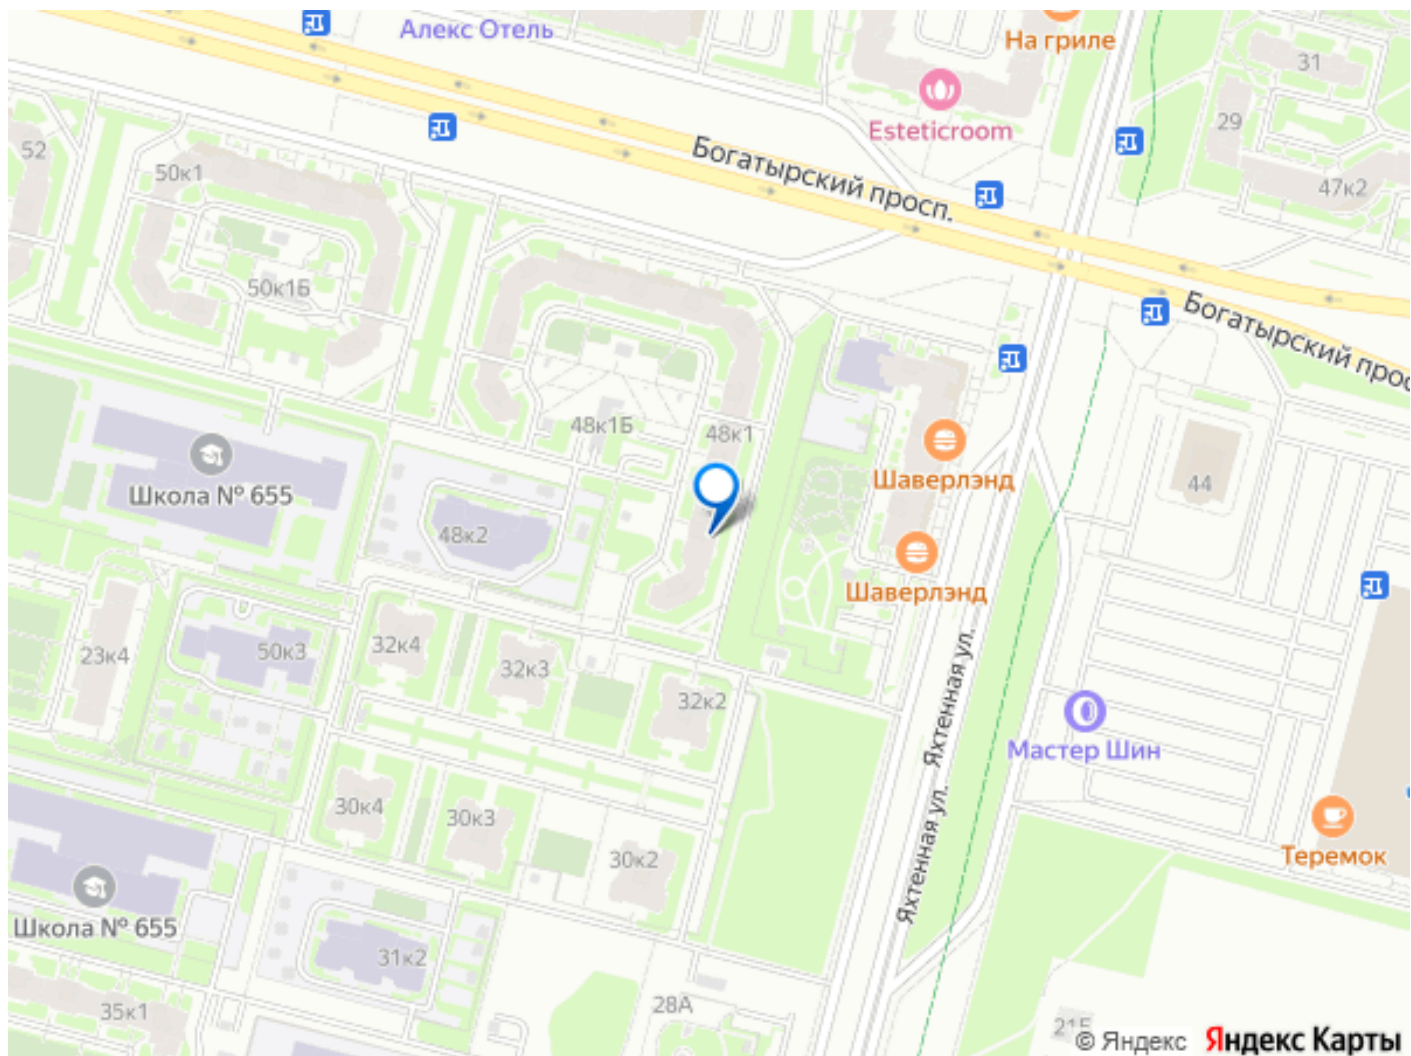 Алекс Отель
На гриле
31
Esteticroom
29
52
Богатырский просп.
50к1
47к2
50к1Б
Богатырский прос
48к1Б
48к1
Шаверлэнд
44
Школа № 655
48к2
Шаверлэнд
32к4
50к3
23к4
32к3
32к2
Яхтенная ул.
Яхтенная ул.
Мастер Шин
30к4
30к3
30к2
Теремок
Школа № 655
31к2
28А
35к1
© Яндекс Яндекс Карты